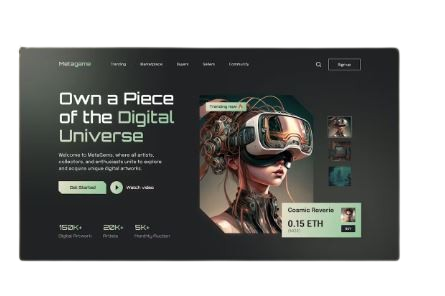 Metagame
Trending
Marketplace
Buyers
Sellers
Community
Sign up
Own a Piece
of the Digital
Universe
Trending now
Welcome to MetaGems, where all artists,
collectors, and enthusiasts unite to explore
and acquire unique digital artworks.
Get Started
Watch video
150K+
Digital Artwork
20K+
Artists
5K+
Monthly Auction
Cosmic Reverie
0.15 ETH
BUY